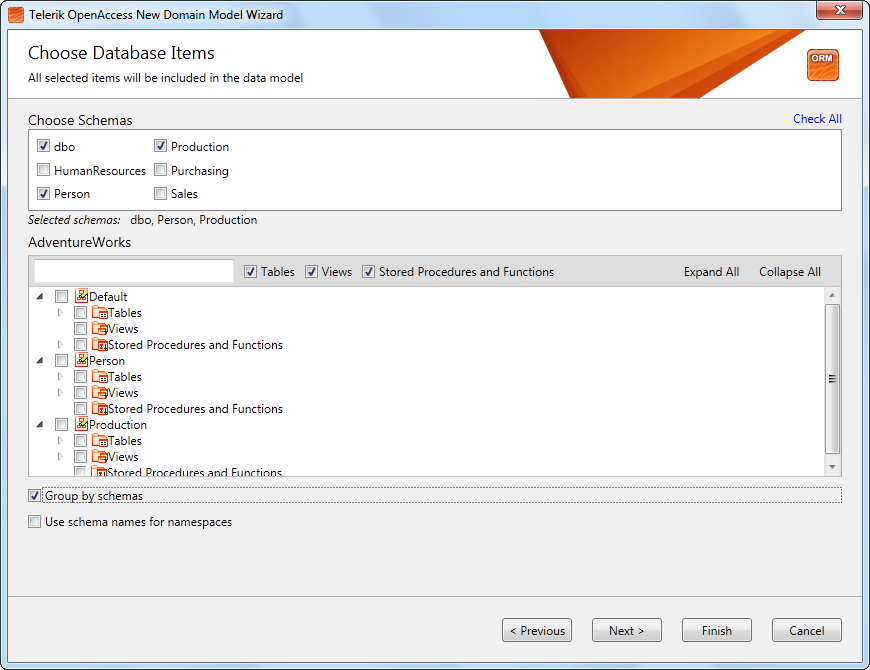 Telerik OpenAccess New Domain Model Wizard
Choose Database Items
All selected items will be included in the data model
ORM
Choose Schemas
Check All
dbo Production
HumanResources Purchasing
Person Sales
Selected schemas: dbo, Person, Production
AdventureWorks
Tables Views Stored Procedures and Functions Expand All Collapse All
Default
Tables
Views
Stored Procedures and Functions
Person
Tables
Views
Stored Procedures and Functions
Production
Tables
Views
Stored Procedures and Functions
Group by schemas
Use schema names for namespaces
< Previous Next > Finish Cancel